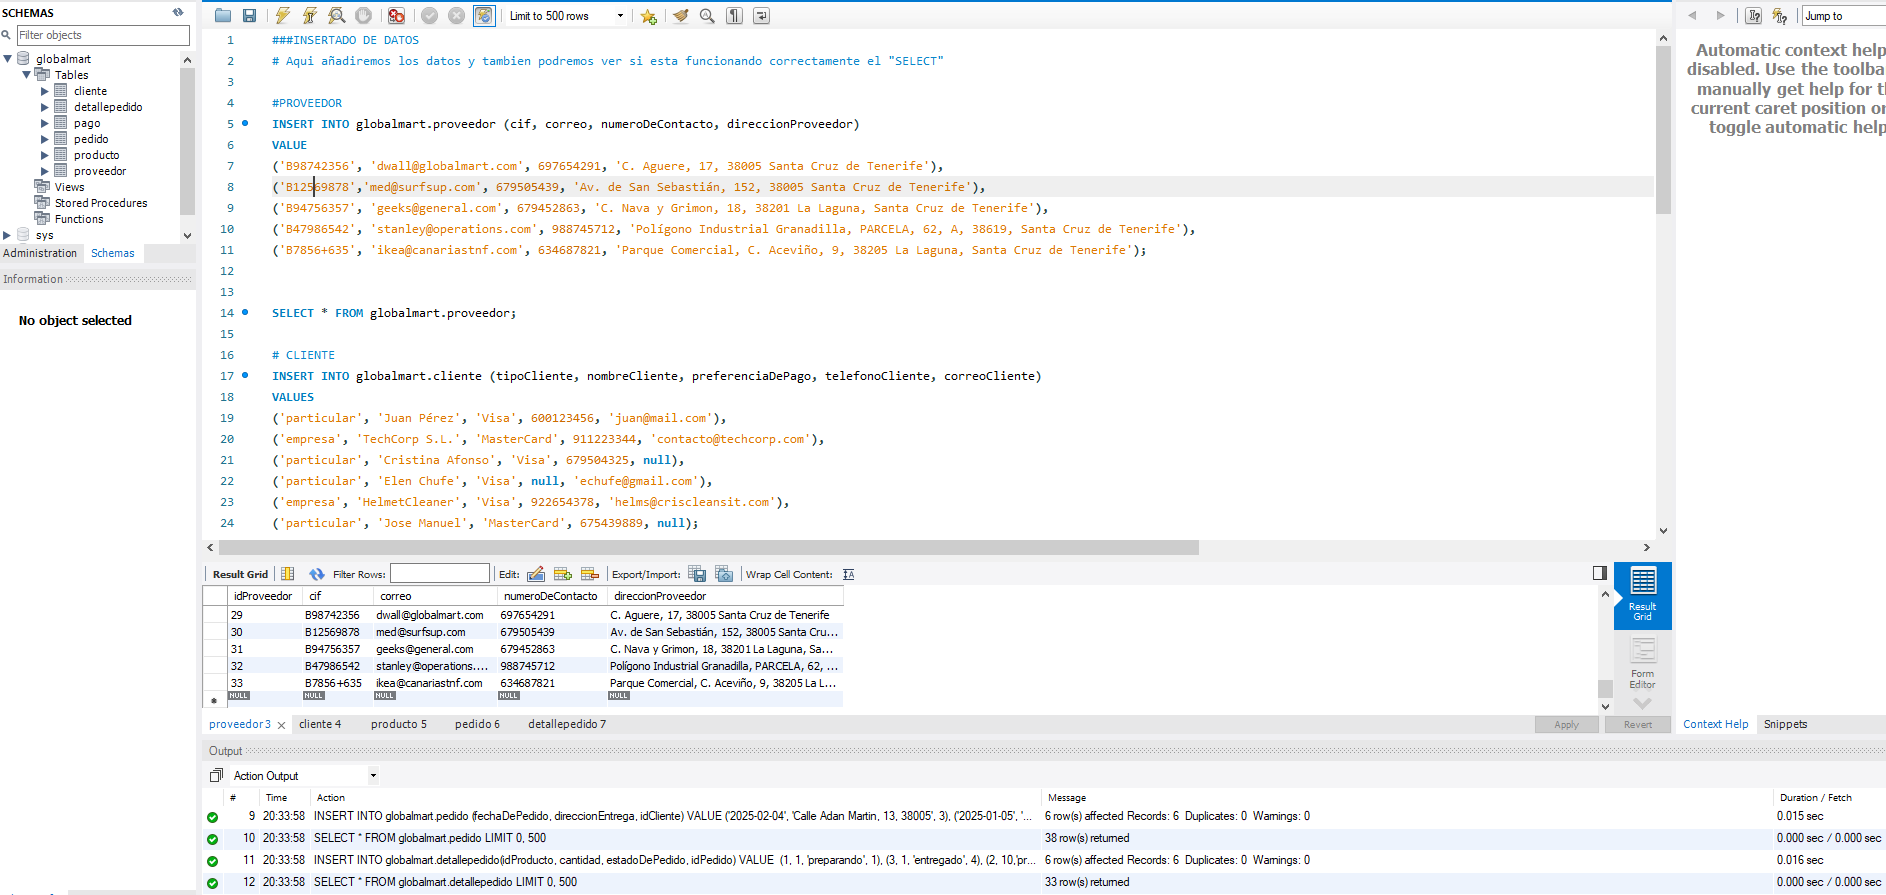 SCHEMAS
Filter objects
globalmart
Tables
cliente
detallepedido
pago
pedido
producto
proveedor
Views
Stored Procedures
Functions
sys
Administration Schemas
Information
No object selected
Limit to 500 rows
1 ###INSERTADO DE DATOS
2 # Aqui añadiremos los datos y tambien podremos ver si esta funcionando correctamente el "SELECT"
3
4 #PROVEEDOR
5 INSERT INTO globalmart.proveedor (cif, correo, numeroDeContacto, direccionProveedor)
6 VALUE
7 ('B98742356', 'dwall@globalmart.com', 697654291, 'C. Aguere, 17, 38005 Santa Cruz de Tenerife'),
8 ('B12569878','med@surfsup.com', 679505439, 'Av. de San Sebastián, 152, 38005 Santa Cruz de Tenerife'),
9 ('B94756357', 'geeks@general.com', 679452863, 'C. Nava y Grimon, 18, 38201 La Laguna, Santa Cruz de Tenerife'),
10 ('B47986542', 'stanley@operations.com', 988745712, 'Polígono Industrial Granadilla, PARCELA, 62, A, 38619, Santa Cruz de Tenerife'),
11 ('B7856+635', 'ikea@canariastnf.com', 634687821, 'Parque Comercial, C. Aceviño, 9, 38205 La Laguna, Santa Cruz de Tenerife');
12
13
14 SELECT * FROM globalmart.proveedor;
15
16 # CLIENTE
17 INSERT INTO globalmart.cliente (tipoCliente, nombreCliente, preferenciaDePago, telefonoCliente, correoCliente)
18 VALUES
19 ('particular', 'Juan Pérez', 'Visa', 600123456, 'juan@mail.com'),
20 ('empresa', 'TechCorp S.L.', 'MasterCard', 911223344, 'contacto@techcorp.com'),
21 ('particular', 'Cristina Afonso', 'Visa', 679504325, null),
22 ('particular', 'Elen Chufe', 'Visa', null, 'echufe@gmail.com'),
23 ('empresa', 'HelmetCleaner', 'Visa', 922654378, 'helms@criscleansit.com'),
24 ('particular', 'Jose Manuel', 'MasterCard', 675439889, null);
Result Grid Filter Rows: Edit: Export/Import: Wrap Cell Content:
idProveedor cif correo numeroDeContacto direccionProveedor
29 B98742356 dwall@globalmart.com 697654291 C. Aguere, 17, 38005 Santa Cruz de Tenerife
30 B12569878 med@surfsup.com 679505439 Av. de San Sebastián, 152, 38005 Santa Cru...
31 B94756357 geeks@general.com 679452863 C. Nava y Grimon, 18, 38201 La Laguna, Sa...
32 B47986542 stanley@operations.... 988745712 Polígono Industrial Granadilla, PARCELA, 62, ...
33 B7856+635 ikea@canariastnf.com 634687821 Parque Comercial, C. Aceviño, 9, 38205 La L...
NULL NULL NULL NULL NULL
Result Grid
Form Editor
proveedor 3 cliente 4 producto 5 pedido 6 detallepedido 7
Apply Revert
Jump to
Automatic context help
disabled. Use the toolba
manually get help for t
current caret position o
toggle automatic help
Context Help Snippets
Output
Action Output
# Time Action Message Duration / Fetch
9 20:33:58 INSERT INTO globalmart.pedido (fechaDePedido, direccionEntrega, idCliente) VALUE ('2025-02-04', 'Calle Adan Martin, 13, 38005', 3), ('2025-01-05', '... 6 row(s) affected Records: 6 Duplicates: 0 Warnings: 0 0.015 sec
10 20:33:58 SELECT * FROM globalmart.pedido LIMIT 0, 500 38 row(s) returned 0.000 sec / 0.000 sec
11 20:33:58 INSERT INTO globalmart.detallepedido(idProducto, cantidad, estadoDePedido, idPedido) VALUE (1, 1, 'preparando', 1), (3, 1, 'entregado', 4), (2, 10,'pr... 6 row(s) affected Records: 6 Duplicates: 0 Warnings: 0 0.016 sec
12 20:33:58 SELECT * FROM globalmart.detallepedido LIMIT 0, 500 33 row(s) returned 0.000 sec / 0.000 sec